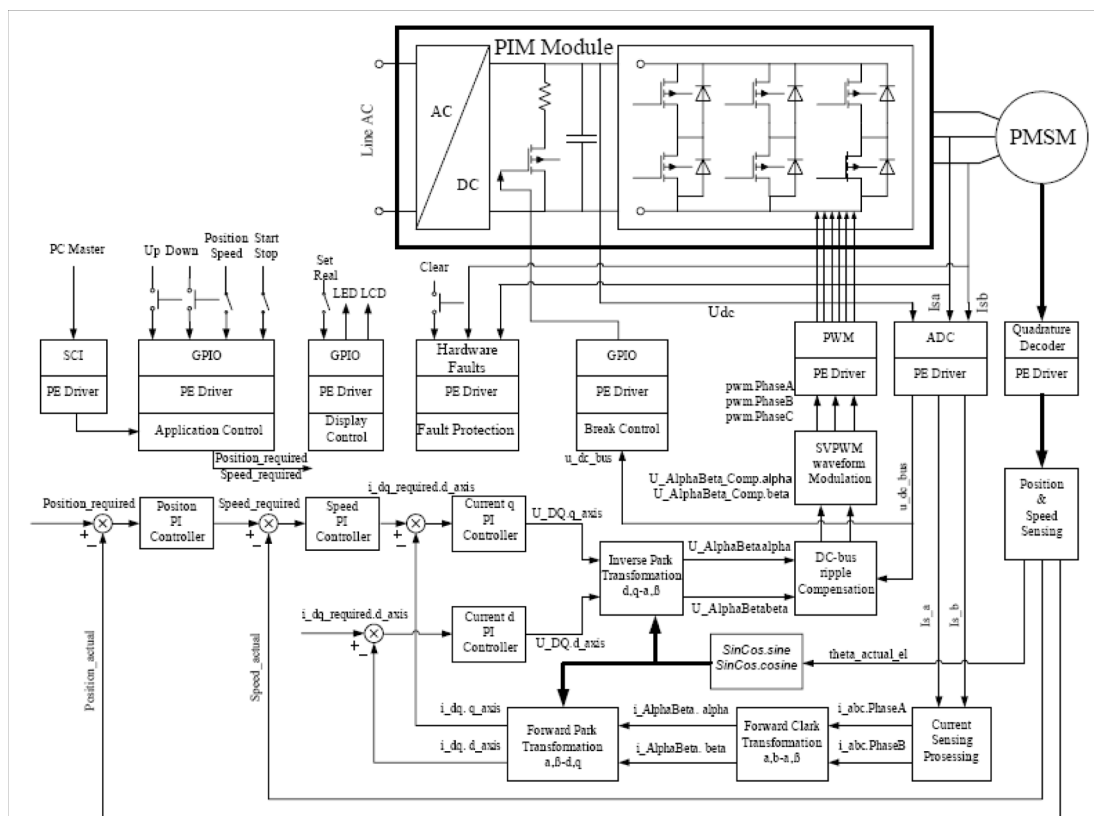 PIM Module
Line AC
AC
DC
PMSM
PC Master
Up Down
Position
Speed
Start
Stop
Set
Real
LED LCD
Clear
Udc
Isa
Isb
SCI
PE Driver
GPIO
PE Driver
Application Control
GPIO
PE Driver
Display
Control
Hardware
Faults
PE Driver
Fault Protection
GPIO
PE Driver
Break Control
PWM
PE Driver
ADC
PE Driver
Quadrature
Decoder
PE Driver
pwm.PhaseA
pwm.PhaseB
pwm.PhaseC
SVPWM
waveform
Modulation
Position_required
Speed_required
u_dc_bus
U_AlphaBeta_Comp.alpha
U_AlphaBeta_Comp.beta
u_dc_bus
Position
&
Speed
Sensing
Position_required
+
−
Positon
PI
Controller
Speed_required
+
−
Speed
PI
Controller
i_dq_required.d_axis
+
−
Current q
PI
Controller
U_DQ.q_axis
Inverse Park
Transformation
d,q-a,ß
U_AlphaBetaalpha
U_AlphaBetabeta
DC-bus
ripple
Compensation
i_dq_required.d_axis
+
−
Current d
PI
Controller
U_DQ.d_axis
Is_a
Is_b
SinCos.sine
SinCos.cosine
theta_actual_el
Position_actual
Speed_actual
i_dq. q_axis
i_dq. d_axis
Forward Park
Transformation
a,ß-d,q
i_AlphaBeta. alpha
i_AlphaBeta. beta
Forward Clark
Transformation
a,b-a,ß
i_abc.PhaseA
i_abc.PhaseB
Current
Sensing
Prosessing